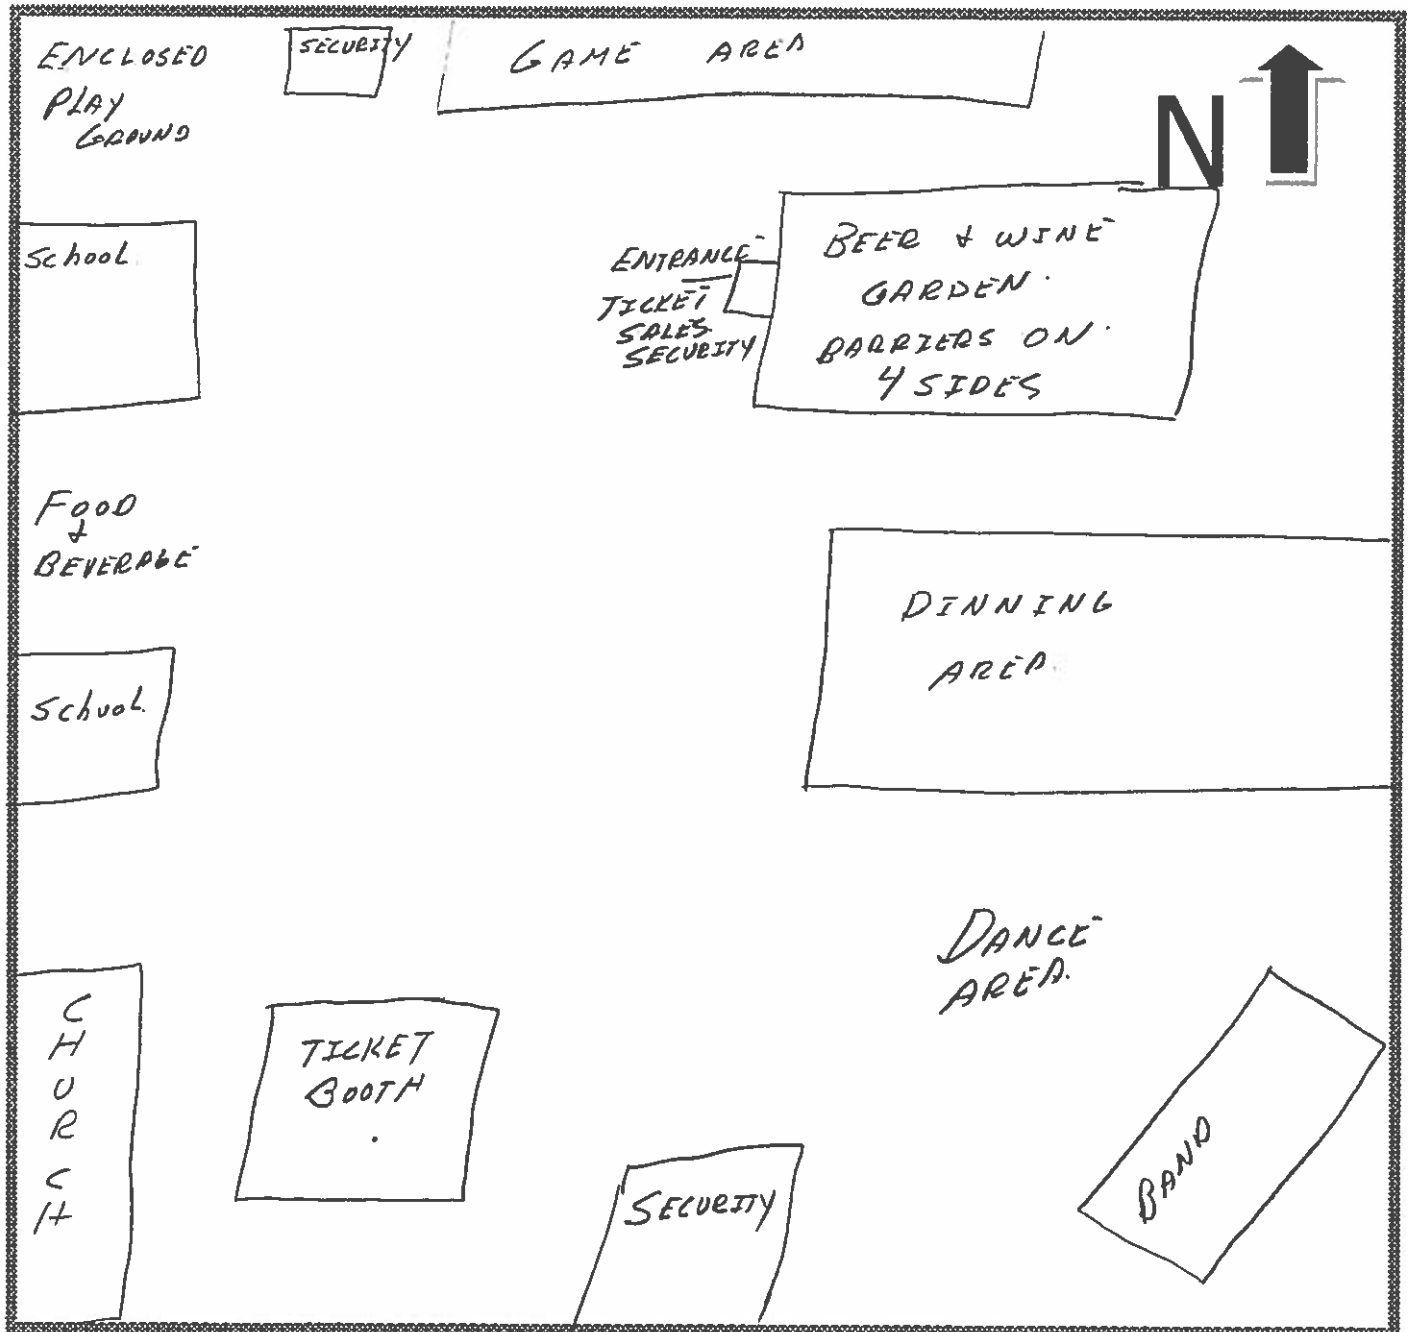 ENCLOSED
PLAY
GROUND
SECURITY
GAME AREA
N
School
ENTRANCE
TICKET
SALES
SECURITY
BEER & WINE
GARDEN.
BARRIERS ON.
4 SIDES
FOOD
&
BEVERAGE
DINNING
AREA
School.
DANCE
AREA.
C
H
U
R
C
H
TICKET
BOOTH
SECURITY
BAND